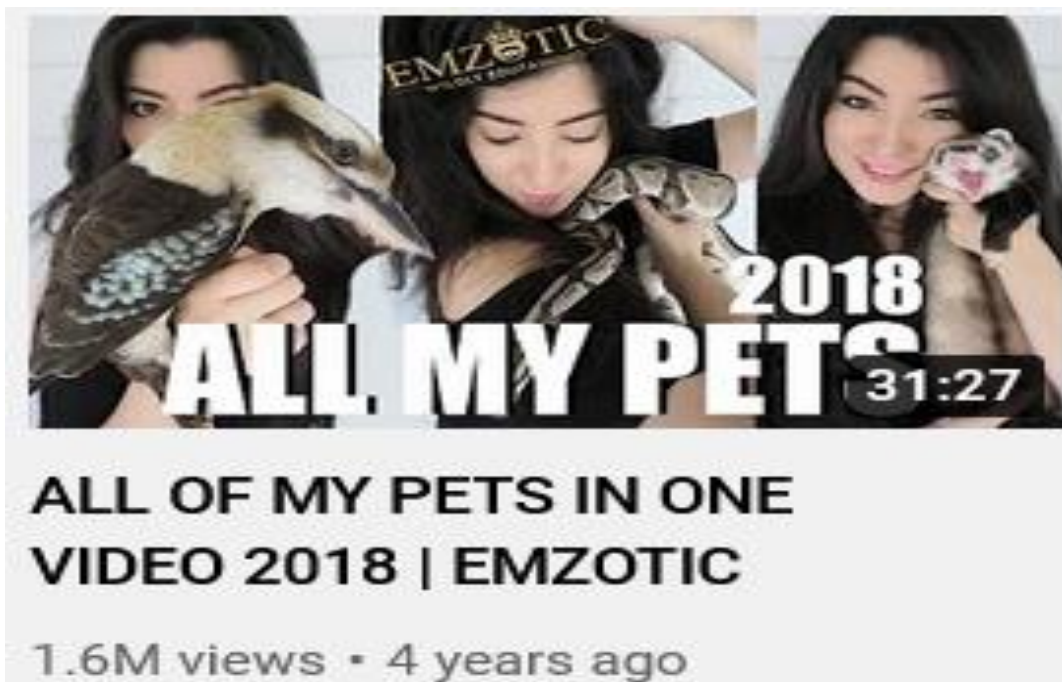 EMZOTIC
2018
ALL MY PETS
31:27
ALL OF MY PETS IN ONE
VIDEO 2018 | EMZOTIC
1.6M views • 4 years ago